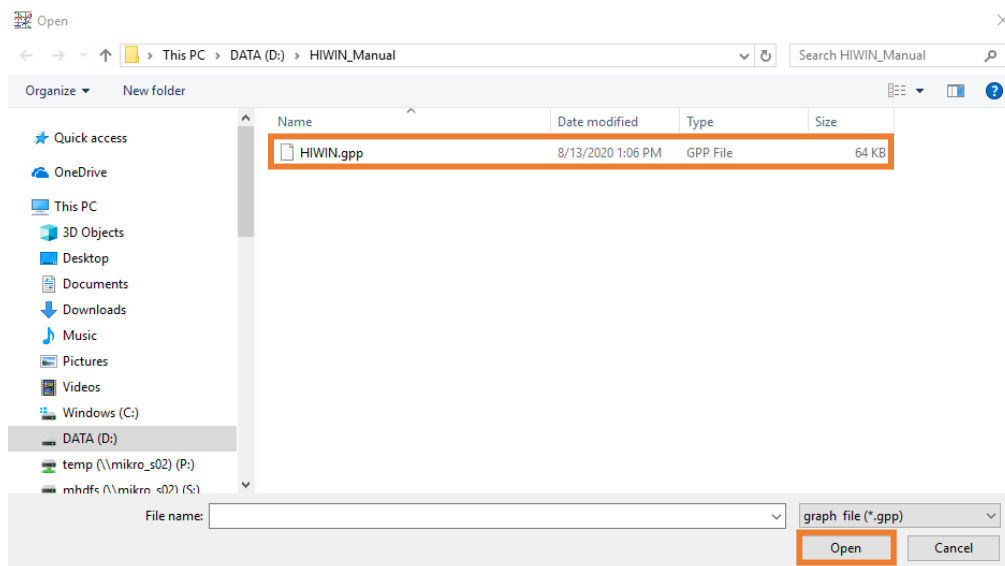 Open
This PC > DATA (D:) > HIWIN_Manual
Search HIWIN_Manual
Organize
New folder
Name
Date modified
Type
Size
HIWIN.gpp
8/13/2020 1:06 PM
GPP File
64 KB
Quick access
OneDrive
This PC
3D Objects
Desktop
Documents
Downloads
Music
Pictures
Videos
Windows (C:)
DATA (D:)
temp (\\mikro_s02) (P:)
mhdfs (\\mikro_s02) (S:)
File name:
graph file (*.gpp)
Open
Cancel